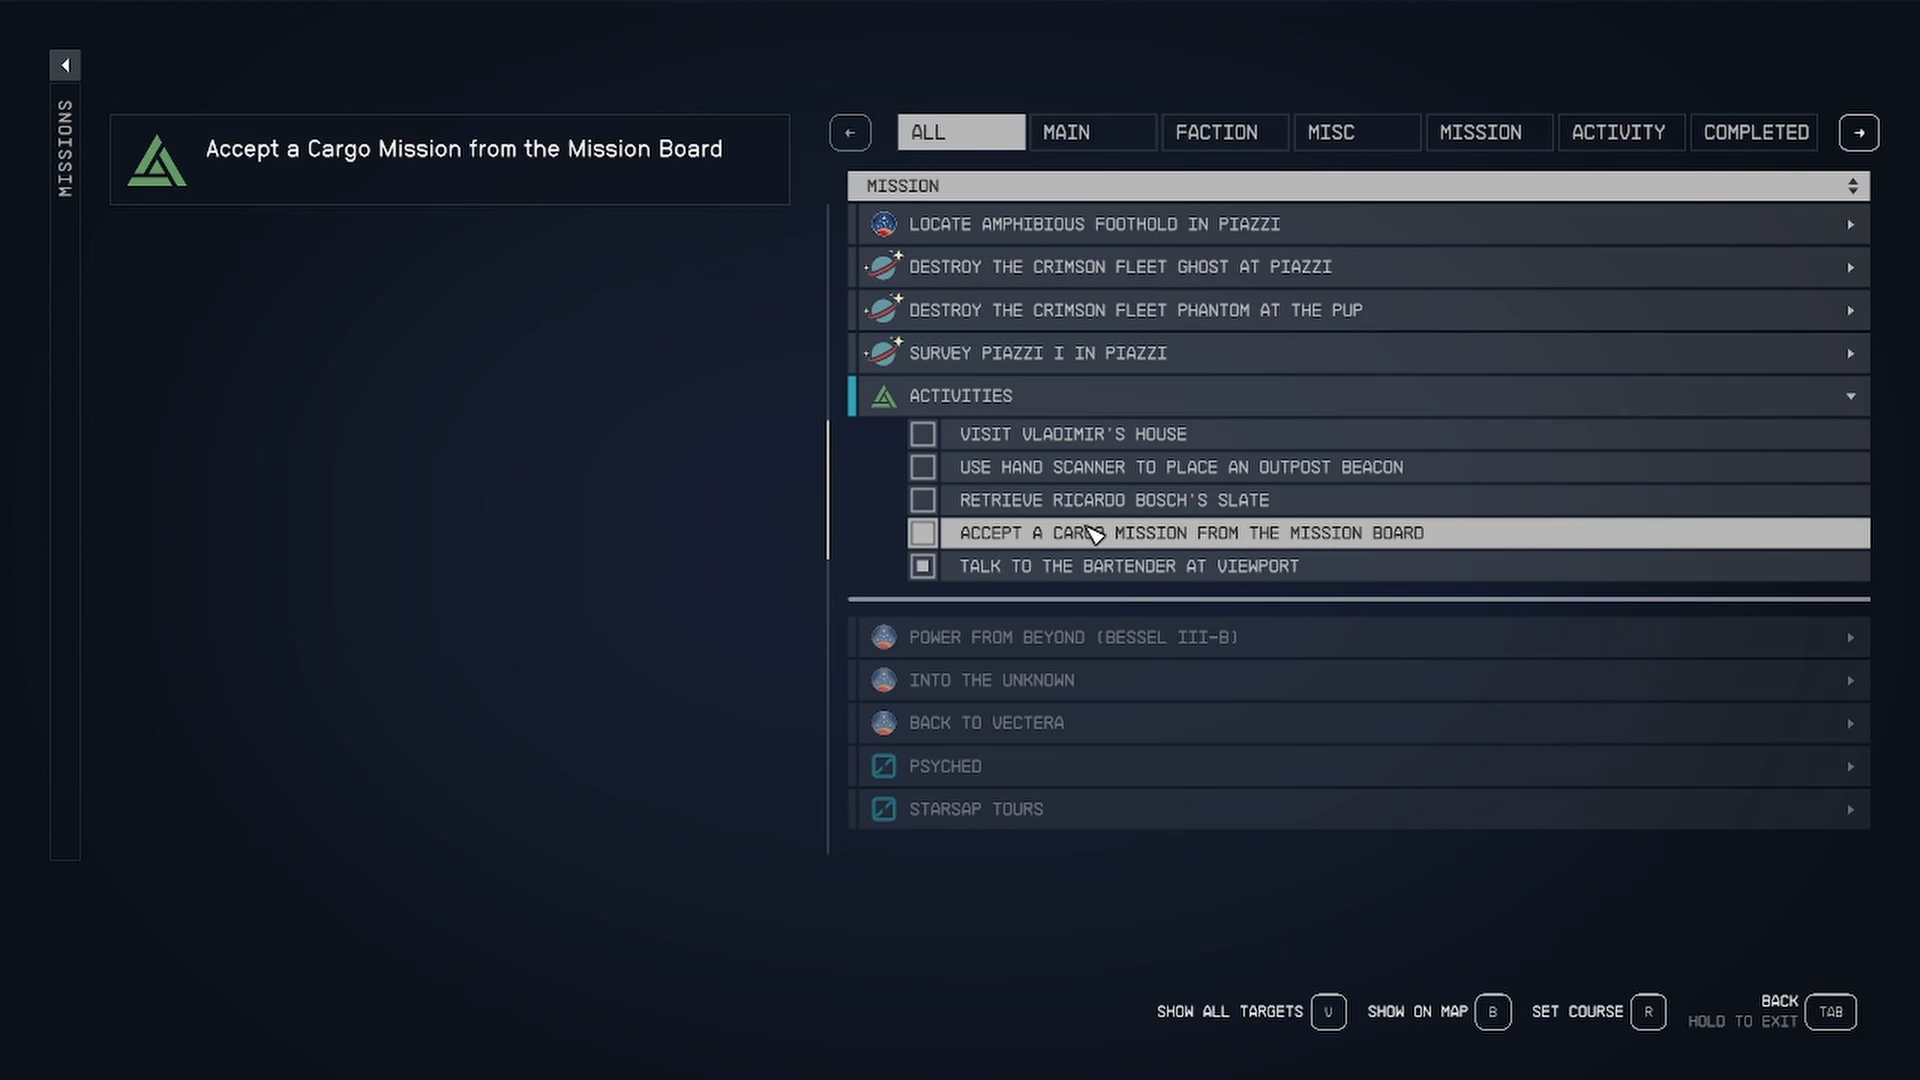 MISSIONS
Accept a Cargo Mission from the Mission Board
ALL
MAIN
FACTION
MISC
MISSION
ACTIVITY
COMPLETED
MISSION
LOCATE AMPHIBIOUS FOOTHOLD IN PIAZZI
DESTROY THE CRIMSON FLEET GHOST AT PIAZZI
DESTROY THE CRIMSON FLEET PHANTOM AT THE PUP
SURVEY PIAZZI I IN PIAZZI
ACTIVITIES
VISIT VLADIMIR'S HOUSE
USE HAND SCANNER TO PLACE AN OUTPOST BEACON
RETRIEVE RICARDO BOSCH'S SLATE
ACCEPT A CARGO MISSION FROM THE MISSION BOARD
TALK TO THE BARTENDER AT VIEWPORT
POWER FROM BEYOND (BESSEL III-B)
INTO THE UNKNOWN
BACK TO VECTERA
PSYCHED
STARSAP TOURS
SHOW ALL TARGETS V
SHOW ON MAP B
SET COURSE R
BACK
HOLD TO EXIT
TAB